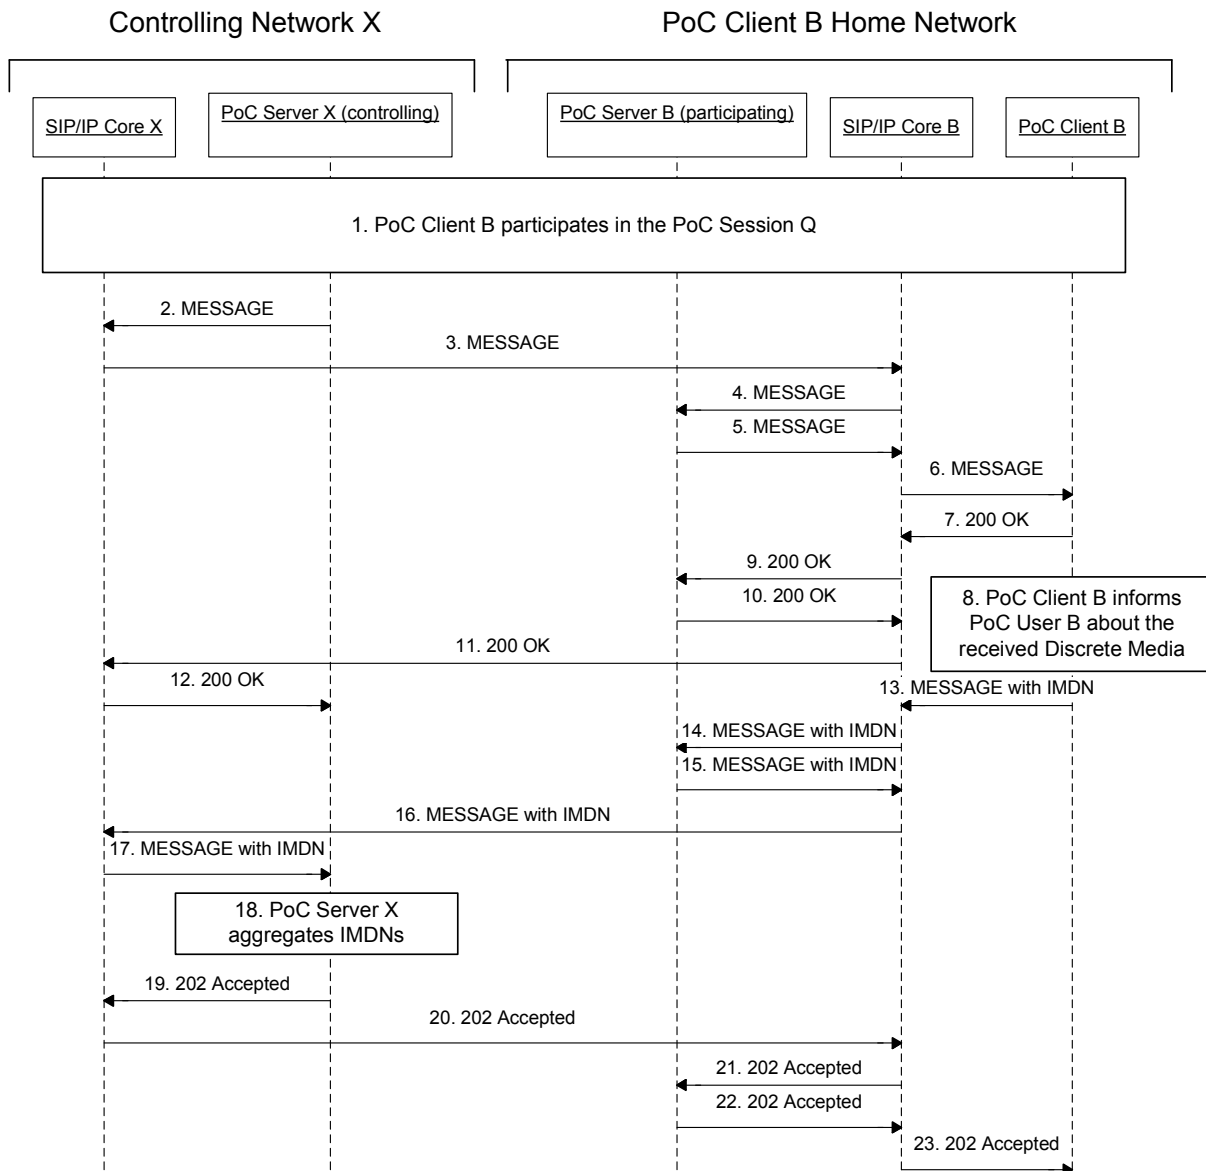 Controlling Network X
PoC Client B Home Network
SIP/IP Core X
PoC Server X (controlling)
PoC Server B (participating)
SIP/IP Core B
PoC Client B
1. PoC Client B participates in the PoC Session Q
2. MESSAGE
3. MESSAGE
4. MESSAGE
5. MESSAGE
6. MESSAGE
7. 200 OK
9. 200 OK
8. PoC Client B informs
PoC User B about the
received Discrete Media
10. 200 OK
11. 200 OK
12. 200 OK
13. MESSAGE with IMDN
14. MESSAGE with IMDN
15. MESSAGE with IMDN
16. MESSAGE with IMDN
17. MESSAGE with IMDN
18. PoC Server X
aggregates IMDNs
19. 202 Accepted
20. 202 Accepted
21. 202 Accepted
22. 202 Accepted
23. 202 Accepted